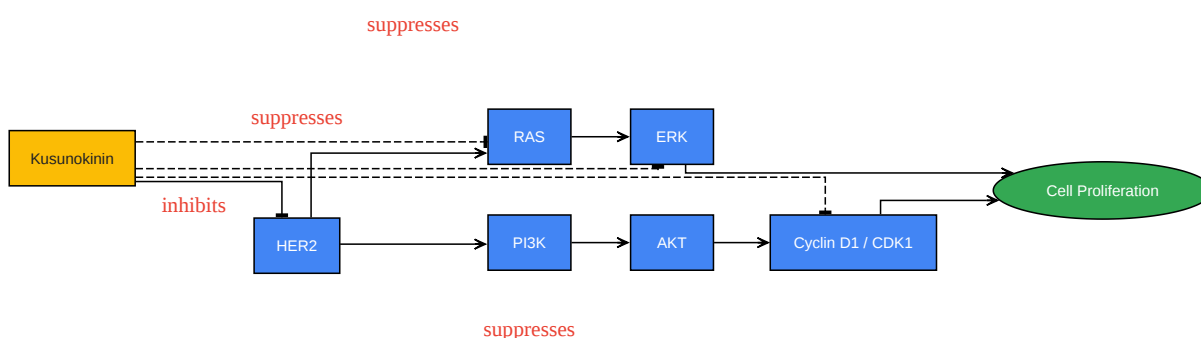 suppresses
suppresses
RAS
ERK
Kusunokinin
Cell Proliferation
inhibits
HER2
PI3K
AKT
Cyclin D1 / CDK1
suppresses